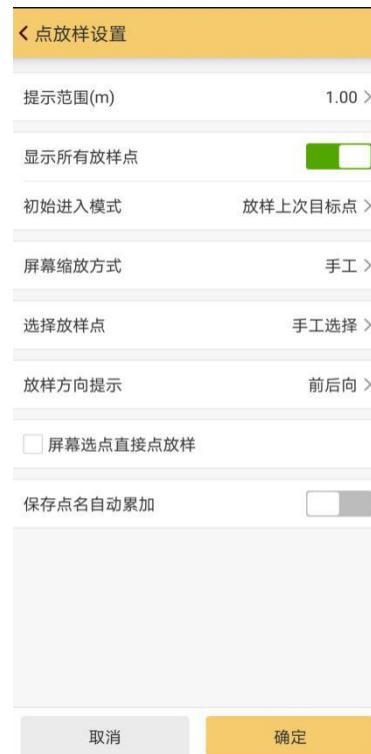 点放样设置
提示范围(m) 1.00
显示所有放样点
初始进入模式 放样上次目标点
屏幕缩放方式 手工
选择放样点 手工选择
放样方向提示 前后向
屏幕选点直接点放样
保存点名自动累加
取消 确定